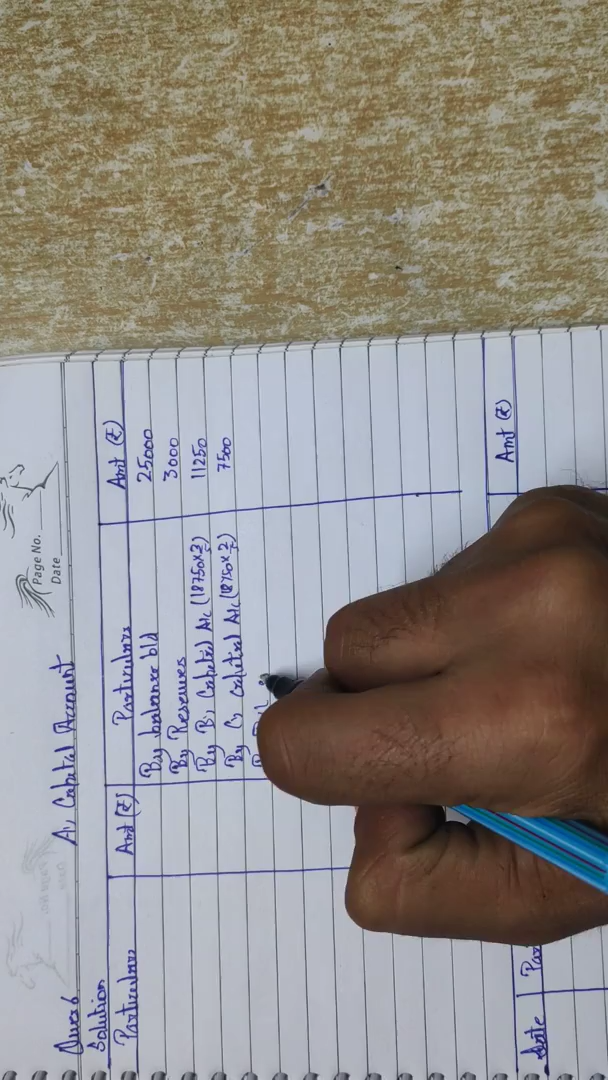 Page No.
Date
Ques 6 A's Capital Account
Solution
Particulars Amt (₹) Particulars Amt (₹)
By balance b/d 25000
By Reserves 3000
By B's Capital A/c (18750×3/5) 11250
By C's Capital A/c (18750×2/5) 7500
Date Par Amt (₹)